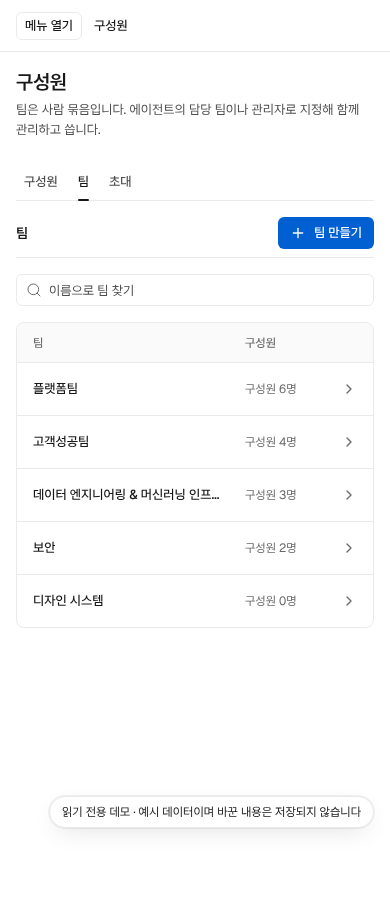 메뉴 열기 구성원
구성원
팀은 사람 묶음입니다. 에이전트의 담당 팀이나 관리자로 지정해 함께
관리하고 씁니다.
구성원 팀 초대
팀 팀 만들기
이름으로 팀 찾기
팀 구성원
플랫폼팀 구성원 6명
고객성공팀 구성원 4명
데이터 엔지니어링 & 머신러닝 인프... 구성원 3명
보안 구성원 2명
디자인 시스템 구성원 0명
읽기 전용 데모 · 예시 데이터이며 바꾼 내용은 저장되지 않습니다